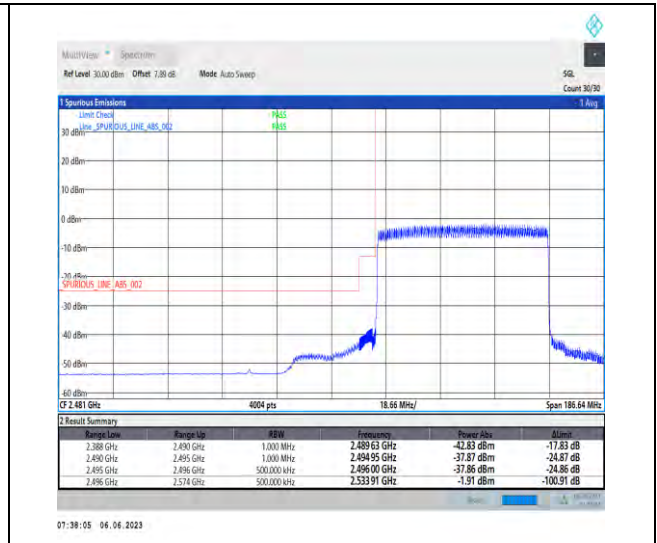 MultiView Spectrum
Ref Level 30.00 dBm Offset 7.89 dB Mode Auto Sweep SGL
Count 30/30
1 Spurious Emissions 1 Avg
Limit Check PASS
Line _SPURIOUS_LINE_ABS_002 PASS
30 dBm
20 dBm
10 dBm
0 dBm
-10 dBm
-20 dBm
SPURIOUS_LINE_ABS_002
-30 dBm
-40 dBm
-50 dBm
-60 dBm
CF 2.481 GHz 4004 pts 18.66 MHz/ Span 186.64 MHz
2 Result Summary
Range Low Range Up RBW Frequency Power Abs ΔLimit
2.388 GHz 2.490 GHz 1.000 MHz 2.489 63 GHz -42.83 dBm -17.83 dB
2.490 GHz 2.495 GHz 1.000 MHz 2.494 95 GHz -37.87 dBm -24.87 dB
2.495 GHz 2.496 GHz 500.000 kHz 2.496 00 GHz -37.86 dBm -24.86 dB
2.496 GHz 2.574 GHz 500.000 kHz 2.533 91 GHz -1.91 dBm -100.91 dB
07:38:05 06.06.2023